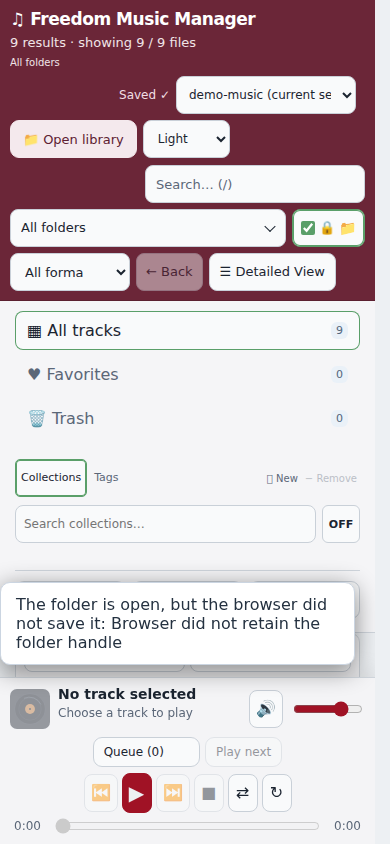 ♫ Freedom Music Manager
9 results · showing 9 / 9 files
All folders
Saved ✓ demo-music (current se
📁 Open library Light
Search… (/)
All folders ✅ 🔒 📁
All forma ← Back ☰ Detailed View
▦ All tracks 9
♥ Favorites 0
🗑️ Trash 0
Collections Tags New − Remove
Search collections… OFF
The folder is open, but the browser did
not save it: Browser did not retain the
folder handle
No track selected
Choose a track to play
🔊
Queue (0) Play next
⏮ ▶ ⏭ ■ ⇄ ↻
0:00 0:00